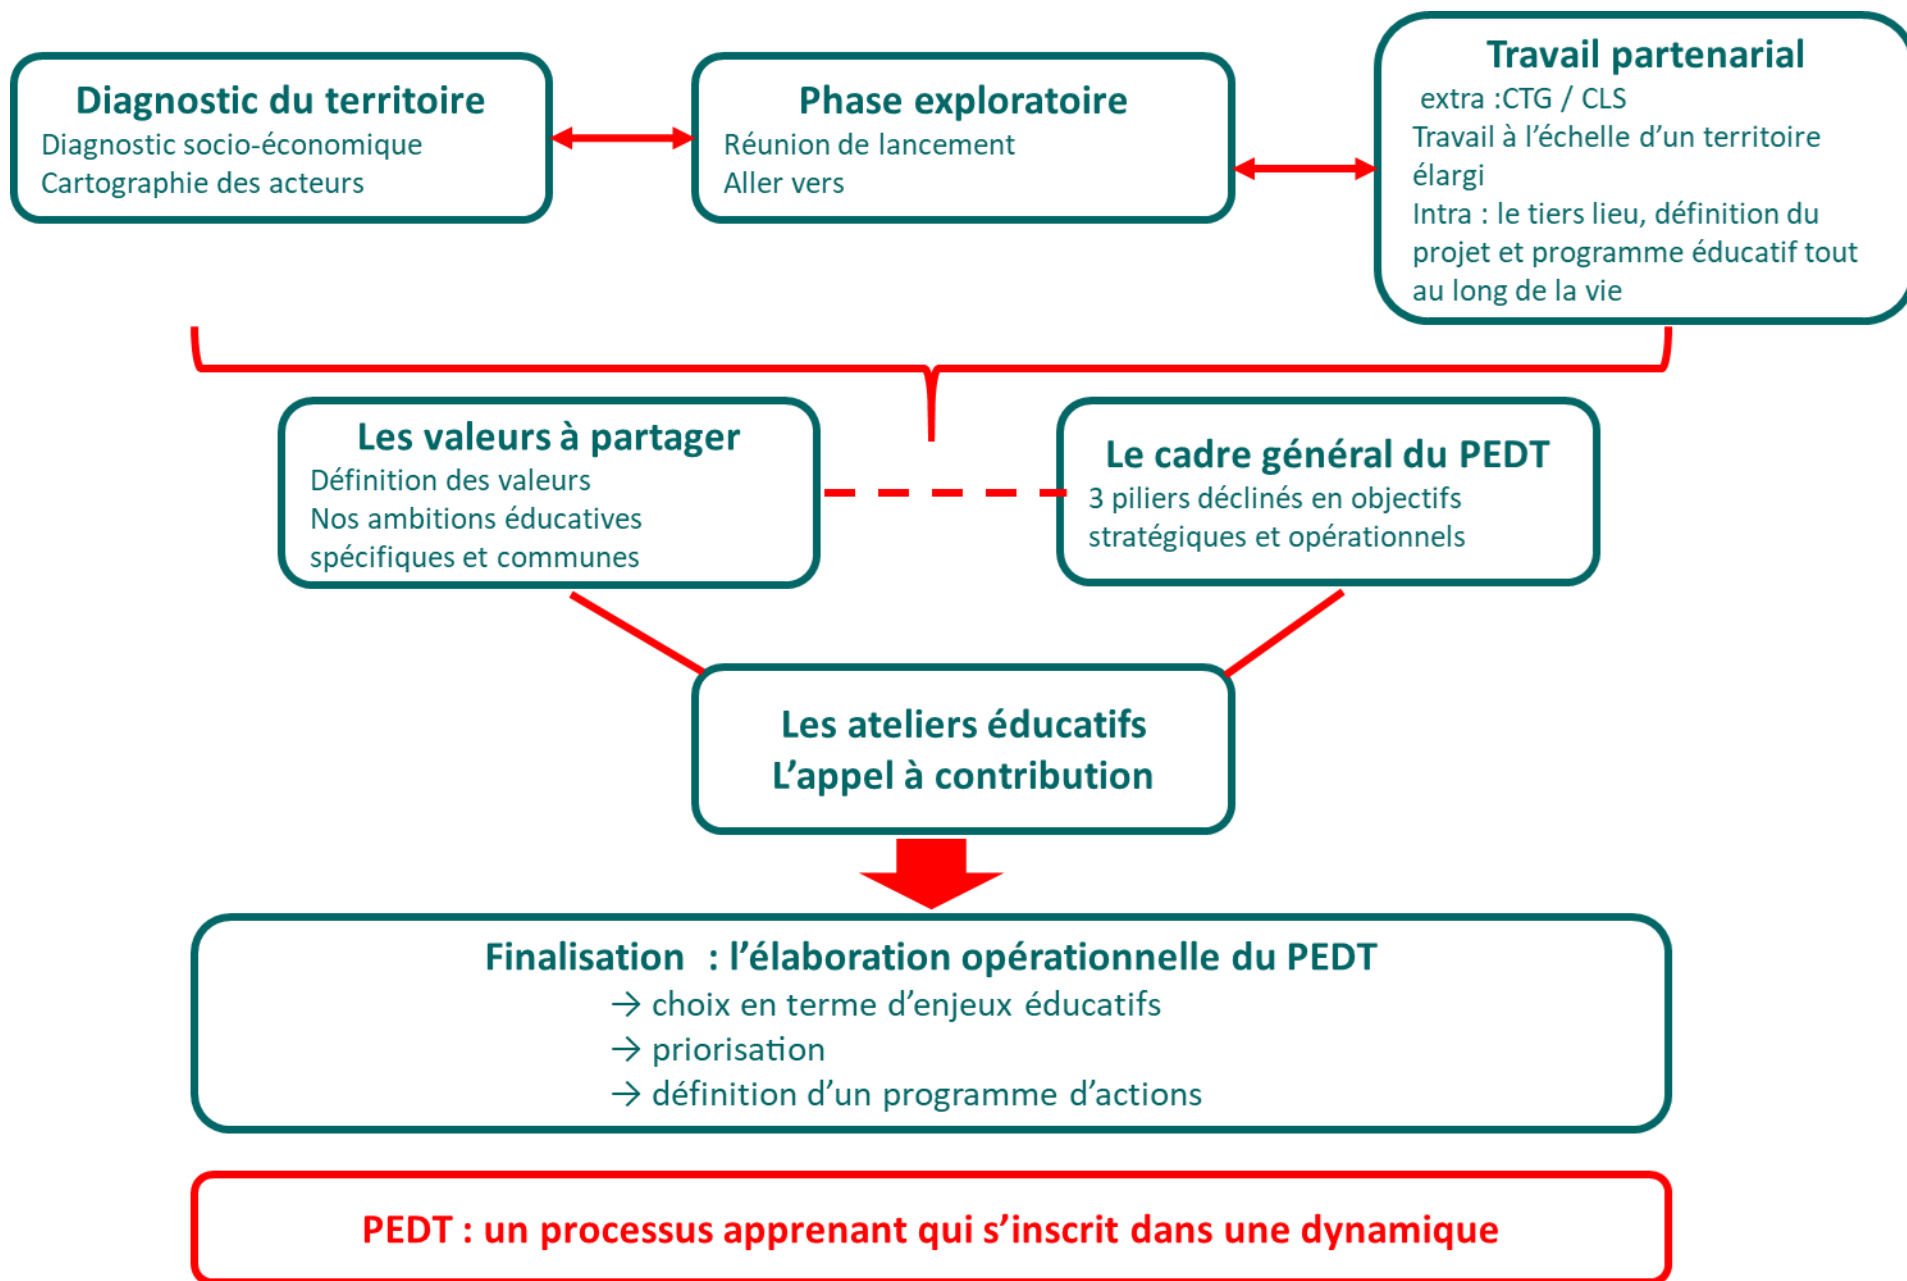 Diagnostic du territoire
Diagnostic socio-économique
Cartographie des acteurs
Phase exploratoire
Réunion de lancement
Aller vers
Travail partenarial
extra :CTG / CLS
Travail à l’échelle d’un territoire
élargi
Intra : le tiers lieu, définition du
projet et programme éducatif tout
au long de la vie
Les valeurs à partager
Définition des valeurs
Nos ambitions éducatives
spécifiques et communes
Le cadre général du PEDT
3 piliers déclinés en objectifs
stratégiques et opérationnels
Les ateliers éducatifs
L’appel à contribution
Finalisation : l’élaboration opérationnelle du PEDT
→ choix en terme d’enjeux éducatifs
→ priorisation
→ définition d’un programme d’actions
PEDT : un processus apprenant qui s’inscrit dans une dynamique